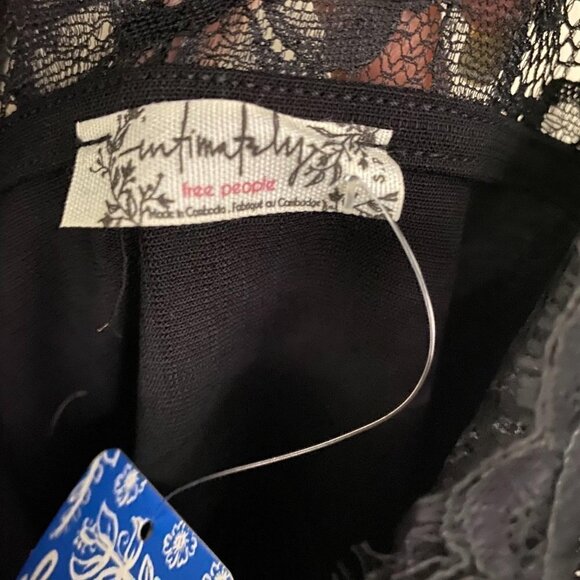 intimately
free people
Made in Cambodia . Fabriqué au Cambodge
S